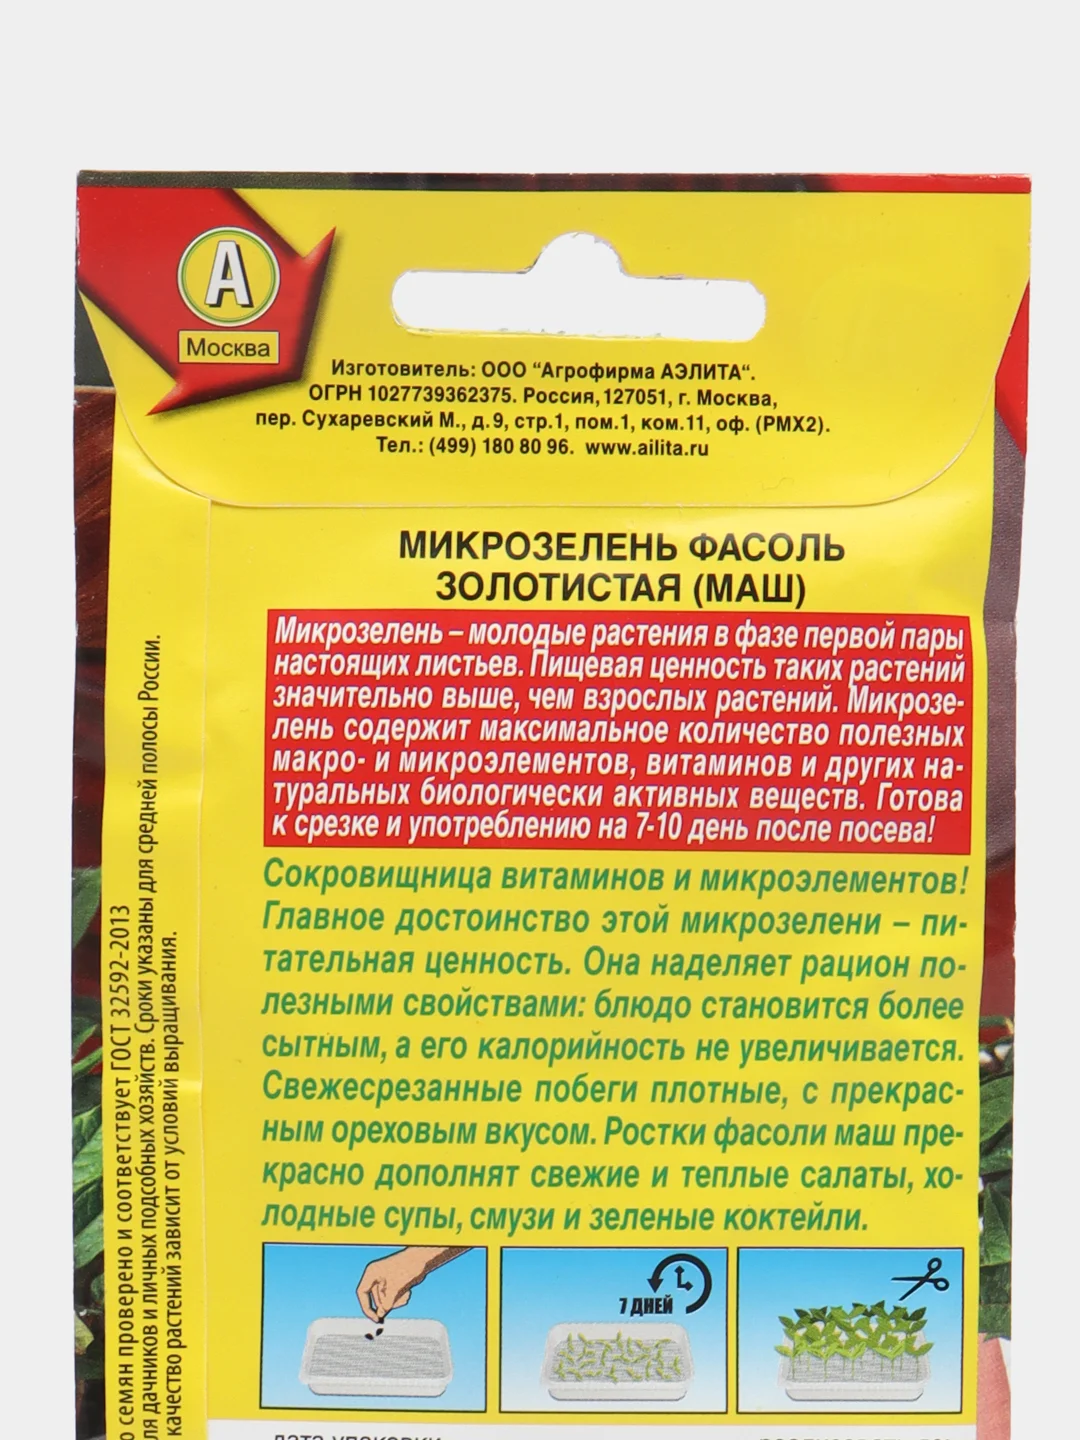 А
Москва
Изготовитель: ООО “Агрофирма АЭЛИТА“.
ОГРН 1027739362375. Россия, 127051, г. Москва,
пер. Сухаревский М., д.9, стр.1, пом.1, ком.11, оф. (РМХ2).
Тел.: (499) 180 80 96. www.ailita.ru
МИКРОЗЕЛЕНЬ ФАСОЛЬ
ЗОЛОТИСТАЯ (МАШ)
Микрозелень – молодые растения в фазе первой пары
настоящих листьев. Пищевая ценность таких растений
значительно выше, чем взрослых растений. Микрозе-
лень содержит максимальное количество полезных
макро- и микроэлементов, витаминов и других на-
туральных биологически активных веществ. Готова
к срезке и употреблению на 7-10 день после посева!
Сокровищница витаминов и микроэлементов!
Главное достоинство этой микрозелени – пи-
тательная ценность. Она наделяет рацион по-
лезными свойствами: блюдо становится более
сытным, а его калорийность не увеличивается.
Свежесрезанные побеги плотные, с прекрас-
ным ореховым вкусом. Ростки фасоли маш пре-
красно дополнят свежие и теплые салаты, хо-
лодные супы, смузи и зеленые коктейли.
7 ДНЕЙ
о семян проверено и соответствует ГОСТ 32592-2013
ля дачников и личных подсобных хозяйств. Сроки указаны для средней полосы России.
качество растений зависит от условий выращивания.
дата упаковки